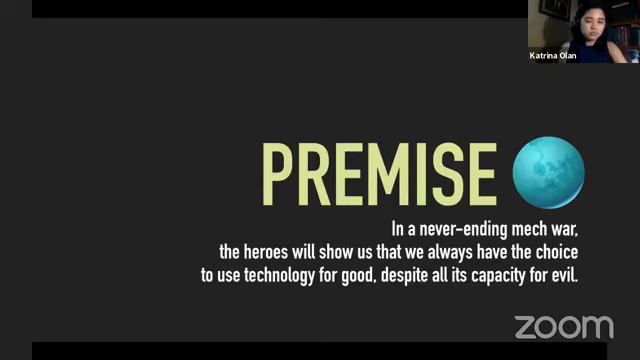 Katrina Olan
PREMISE
In a never-ending mech war,
the heroes will show us that we always have the choice
to use technology for good, despite all its capacity for evil.
zoom